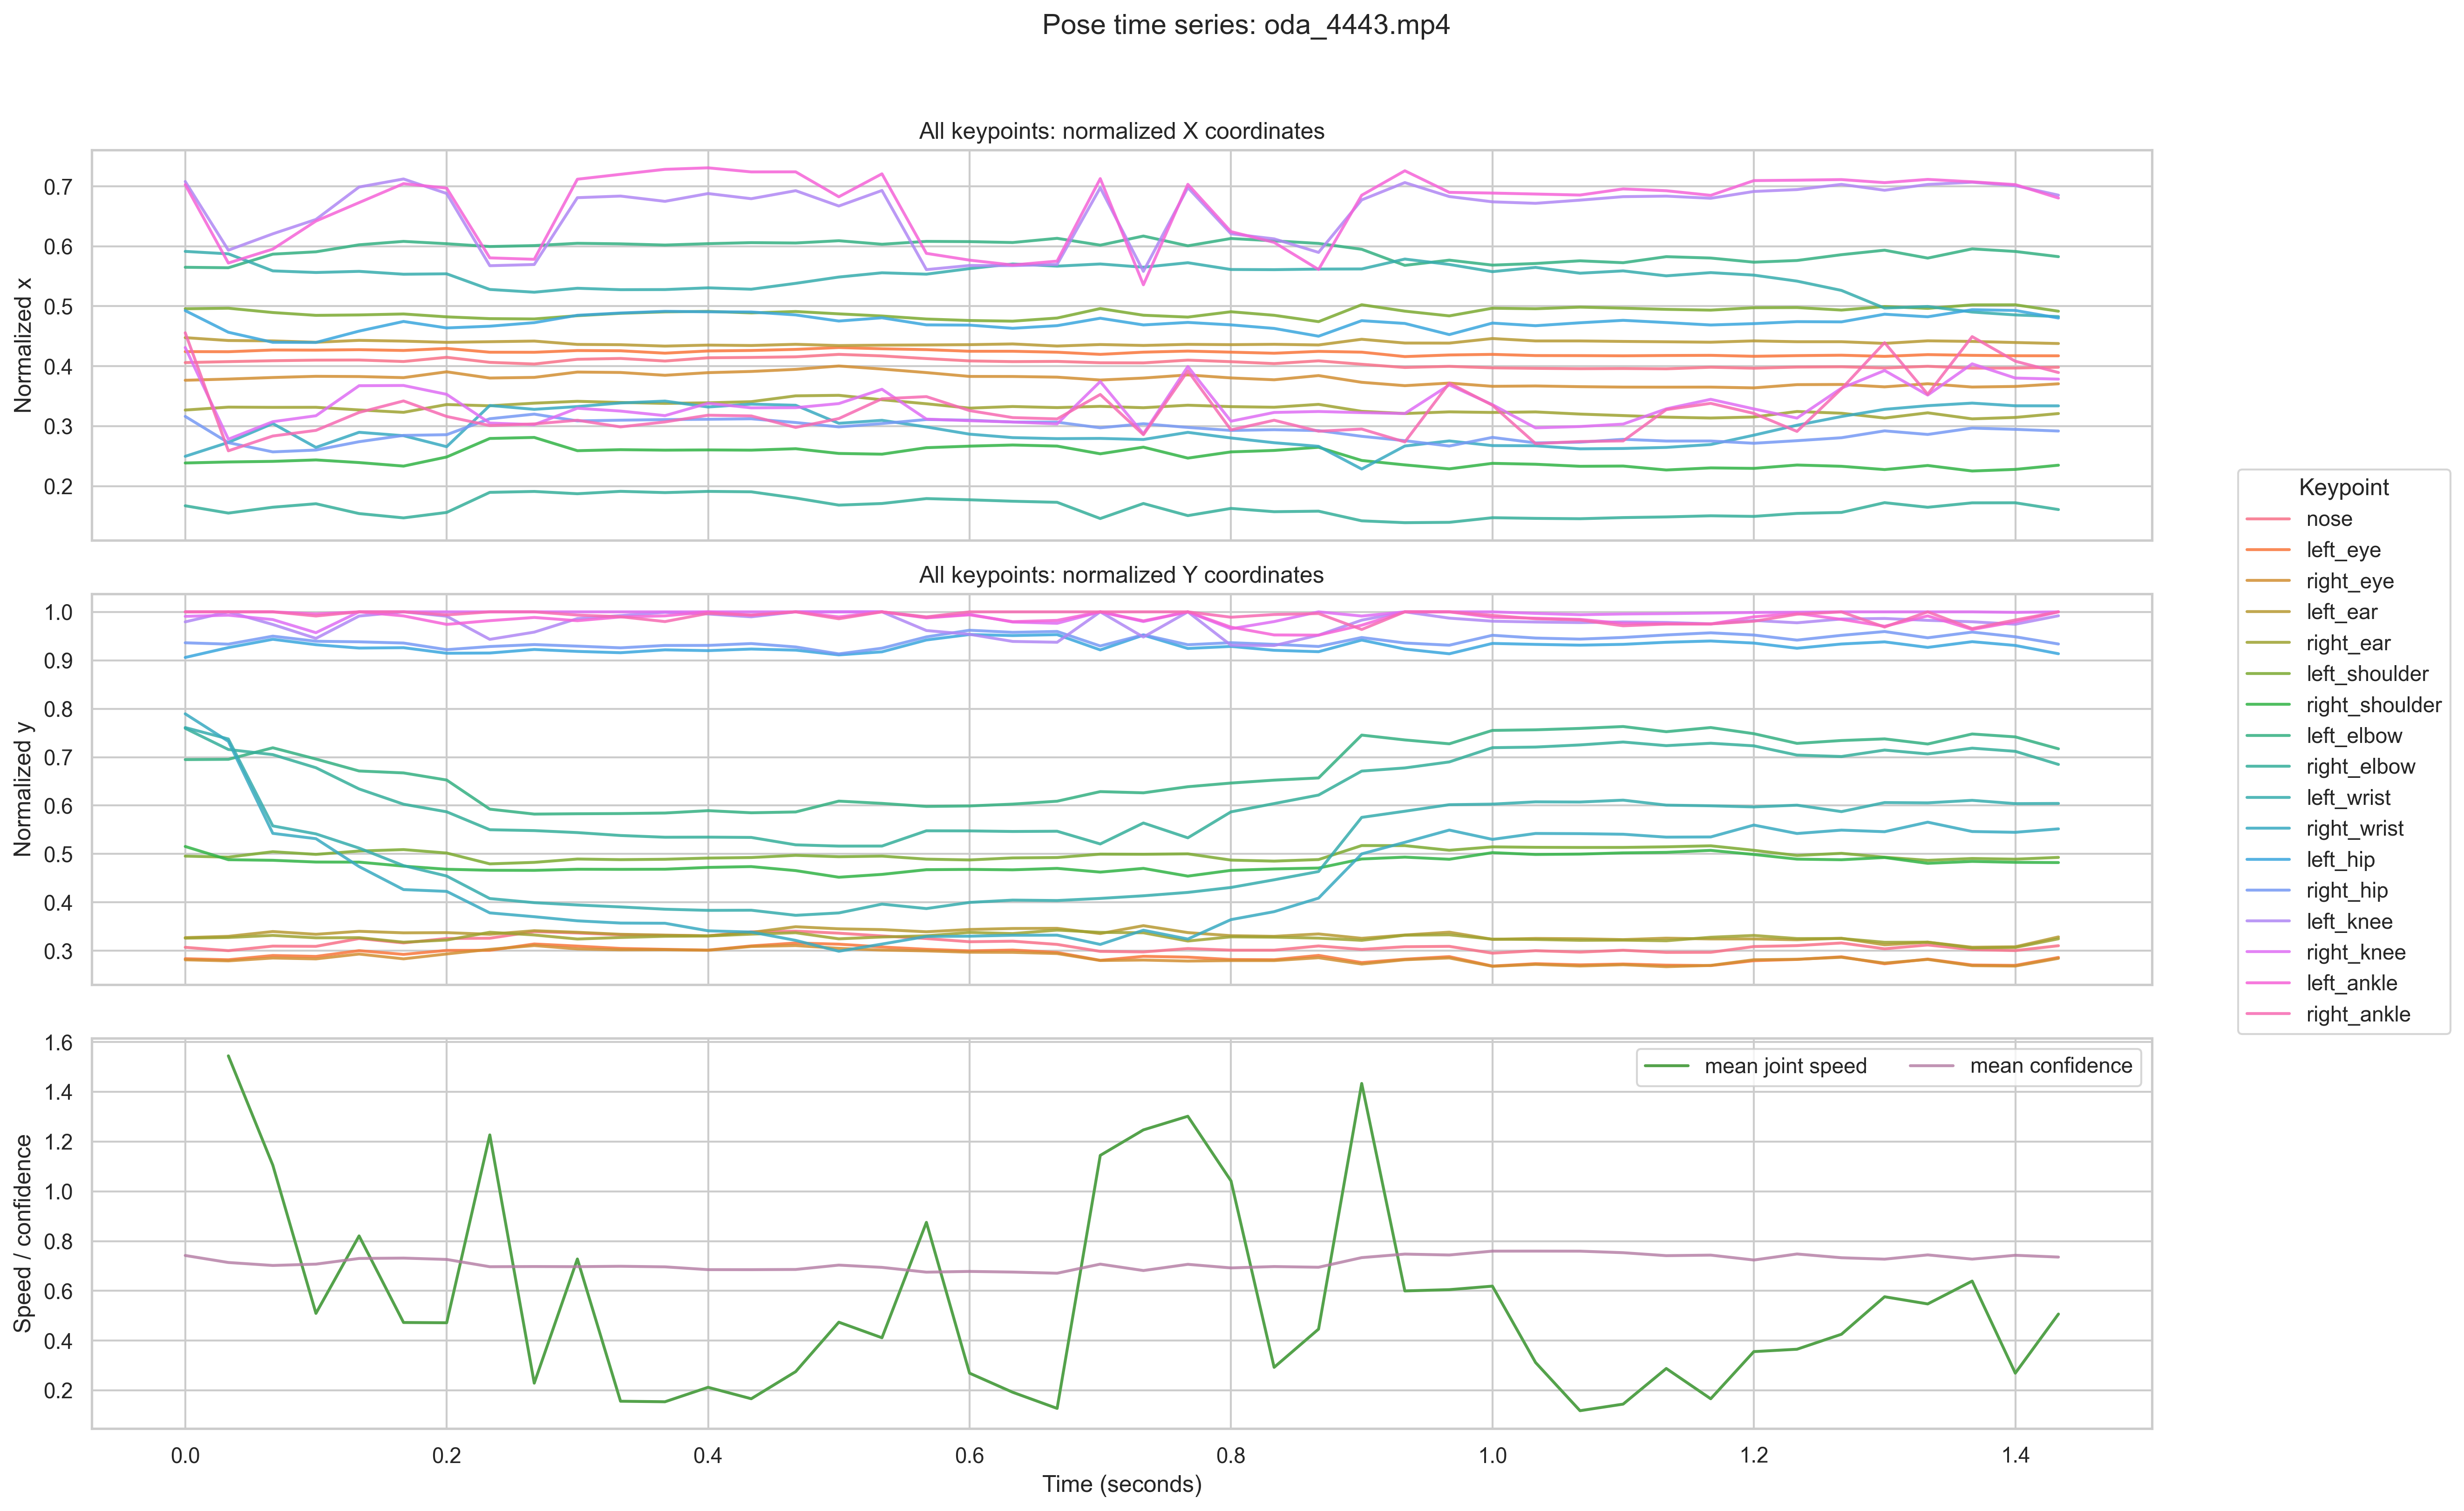 Pose time series: oda_4443.mp4
All keypoints: normalized X coordinates
Normalized x
0.7
0.6
0.5
0.4
0.3
0.2
All keypoints: normalized Y coordinates
Normalized y
1.0
0.9
0.8
0.7
0.6
0.5
0.4
0.3
Keypoint
nose
left_eye
right_eye
left_ear
right_ear
left_shoulder
right_shoulder
left_elbow
right_elbow
left_wrist
right_wrist
left_hip
right_hip
left_knee
right_knee
left_ankle
right_ankle
Speed / confidence
1.6
1.4
1.2
1.0
0.8
0.6
0.4
0.2
mean joint speed mean confidence
0.0 0.2 0.4 0.6 0.8 1.0 1.2 1.4
Time (seconds)